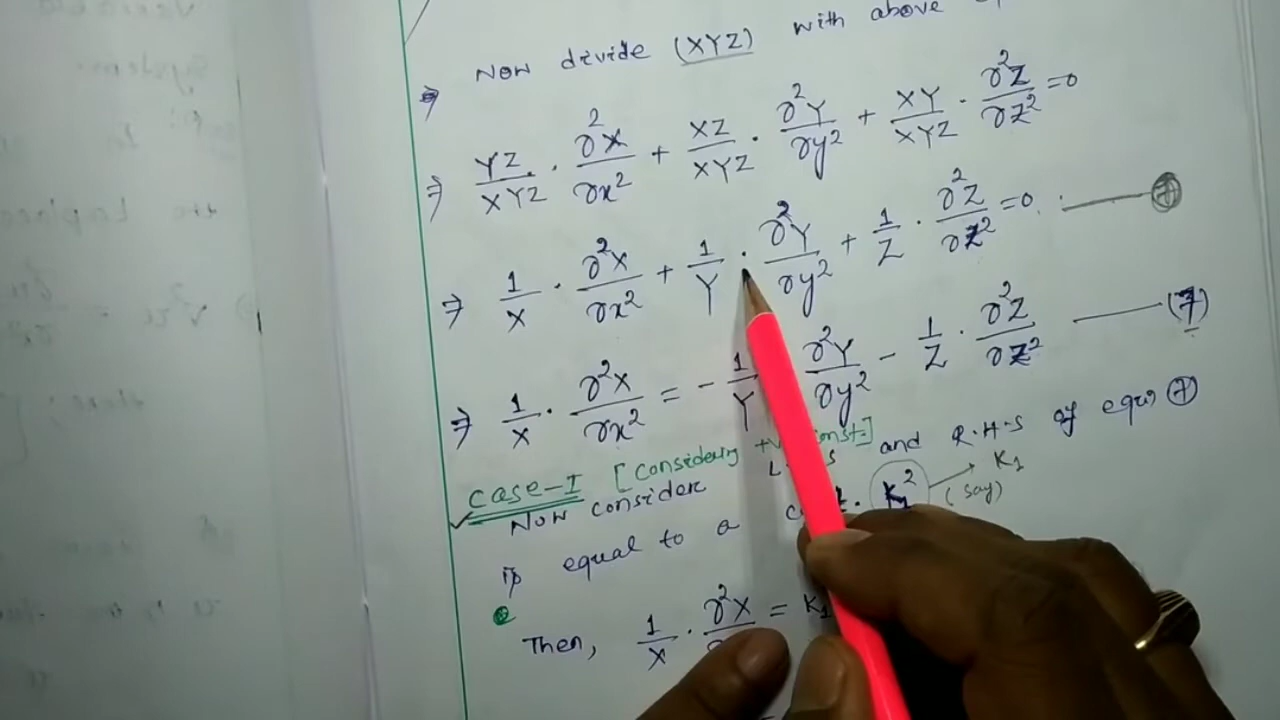 ⇒ Now divide (XYZ) with above
⇒ YZ/XYZ · ∂²X/∂x² + XZ/XYZ · ∂²Y/∂y² + XY/XYZ · ∂²Z/∂Z² = 0
⇒ 1/X · ∂²X/∂x² + 1/Y · ∂²Y/∂y² + 1/Z · ∂²Z/∂Z² = 0
⇒ 1/X · ∂²X/∂x² = - 1/Y ∂²Y/∂y² - 1/Z · ∂²Z/∂Z² (7)
Case-I [Considering
Now consider and R.H.S of eqn (7)
is equal to a K₁² (say) K₁
Then, 1/X · ∂²X = K₁